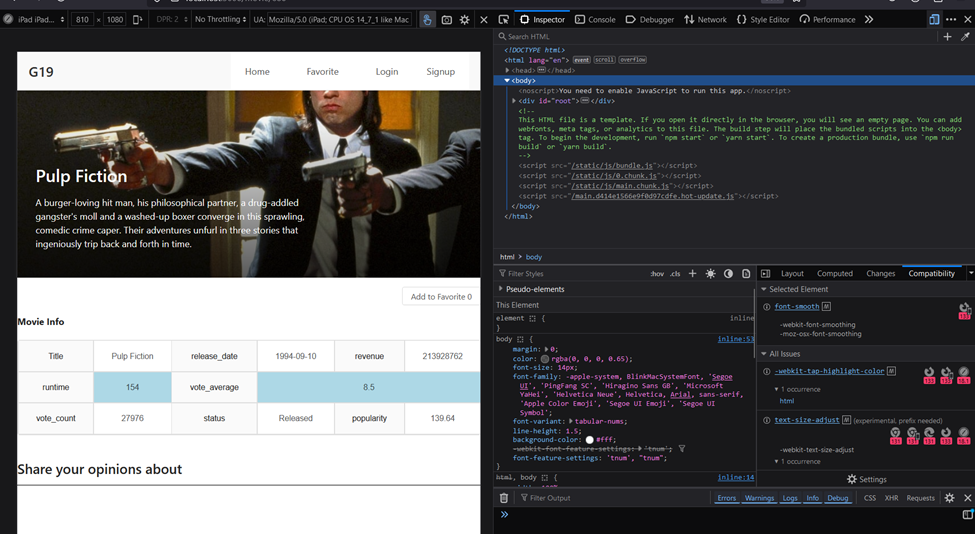 iPad iPad...
810 × 1080
DPR: 2
No Throttling
UA: Mozilla/5.0 (iPad; CPU OS 14_7_1 like Mac
Inspector
Console
Debugger
Network
Style Editor
Performance
G19
Home
Favorite
Login
Signup
Pulp Fiction
A burger-loving hit man, his philosophical partner, a drug-addled
gangster's moll and a washed-up boxer converge in this sprawling,
comedic crime caper. Their adventures unfurl in three stories that
ingeniously trip back and forth in time.
Add to Favorite 0
Movie Info
Title Pulp Fiction release_date 1994-09-10 revenue 213928762
runtime 154 vote_average 8.5
vote_count 27976 status Released popularity 139.64
Share your opinions about
Search HTML
<!DOCTYPE html>
<html lang="en"> event scroll overflow
<head> ... </head>
<body>
<noscript>You need to enable JavaScript to run this app.</noscript>
<div id="root"> ... </div>
<!--
This HTML file is a template. If you open it directly in the browser, you will see an empty page. You can add
webfonts, meta tags, or analytics to this file. The build step will place the bundled scripts into the <body>
tag. To begin the development, run `npm start` or `yarn start`. To create a production bundle, use `npm run
build` or `yarn build`.
-->
<script src="/static/js/bundle.js"></script>
<script src="/static/js/0.chunk.js"></script>
<script src="/static/js/main.chunk.js"></script>
<script src="/main.d414e1566e9f0d97cdfe.hot-update.js"></script>
</body>
</html>
html > body
Filter Styles
:hov .cls
Pseudo-elements
This Element
element { inline
}
body { inline:53
margin: 0;
color: rgba(0, 0, 0, 0.65);
font-size: 14px;
font-family: -apple-system, BlinkMacSystemFont, 'Segoe
UI', 'PingFang SC', 'Hiragino Sans GB', 'Microsoft
YaHei', 'Helvetica Neue', Helvetica, Arial, sans-serif,
'Apple Color Emoji', 'Segoe UI Emoji', 'Segoe UI
Symbol';
font-variant: tabular-nums;
line-height: 1.5;
background-color: #fff;
-webkit-font-feature-settings: 'tnum';
font-feature-settings: 'tnum', "tnum";
}
html, body { inline:14
Layout
Computed
Changes
Compatibility
Selected Element
font-smooth M
-webkit-font-smoothing
-moz-osx-font-smoothing
All Issues
-webkit-tap-highlight-color M
1 occurrence
html
text-size-adjust M (experimental, prefix needed)
-webkit-text-size-adjust
1 occurrence
Settings
Filter Output
Errors
Warnings
Logs
Info
Debug
CSS
XHR
Requests